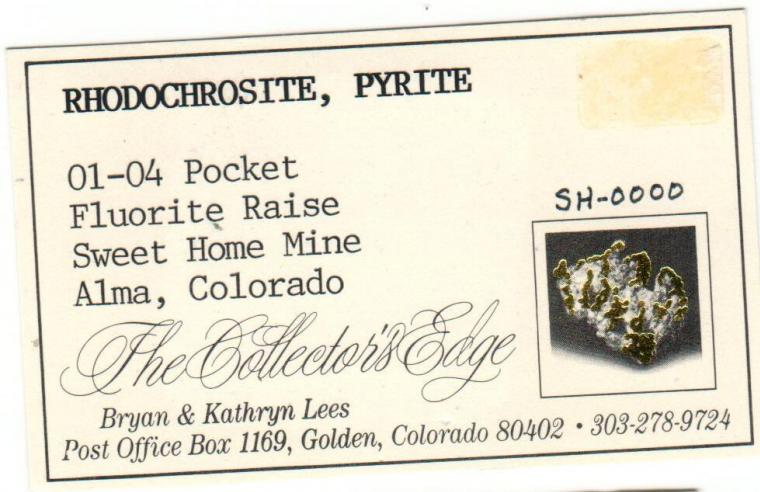 RHODOCHROSITE, PYRITE
01-04 Pocket
Fluorite Raise
Sweet Home Mine
Alma, Colorado
SH-0000
The Collector's Edge
Bryan & Kathryn Lees
Post Office Box 1169, Golden, Colorado 80402 • 303-278-9724